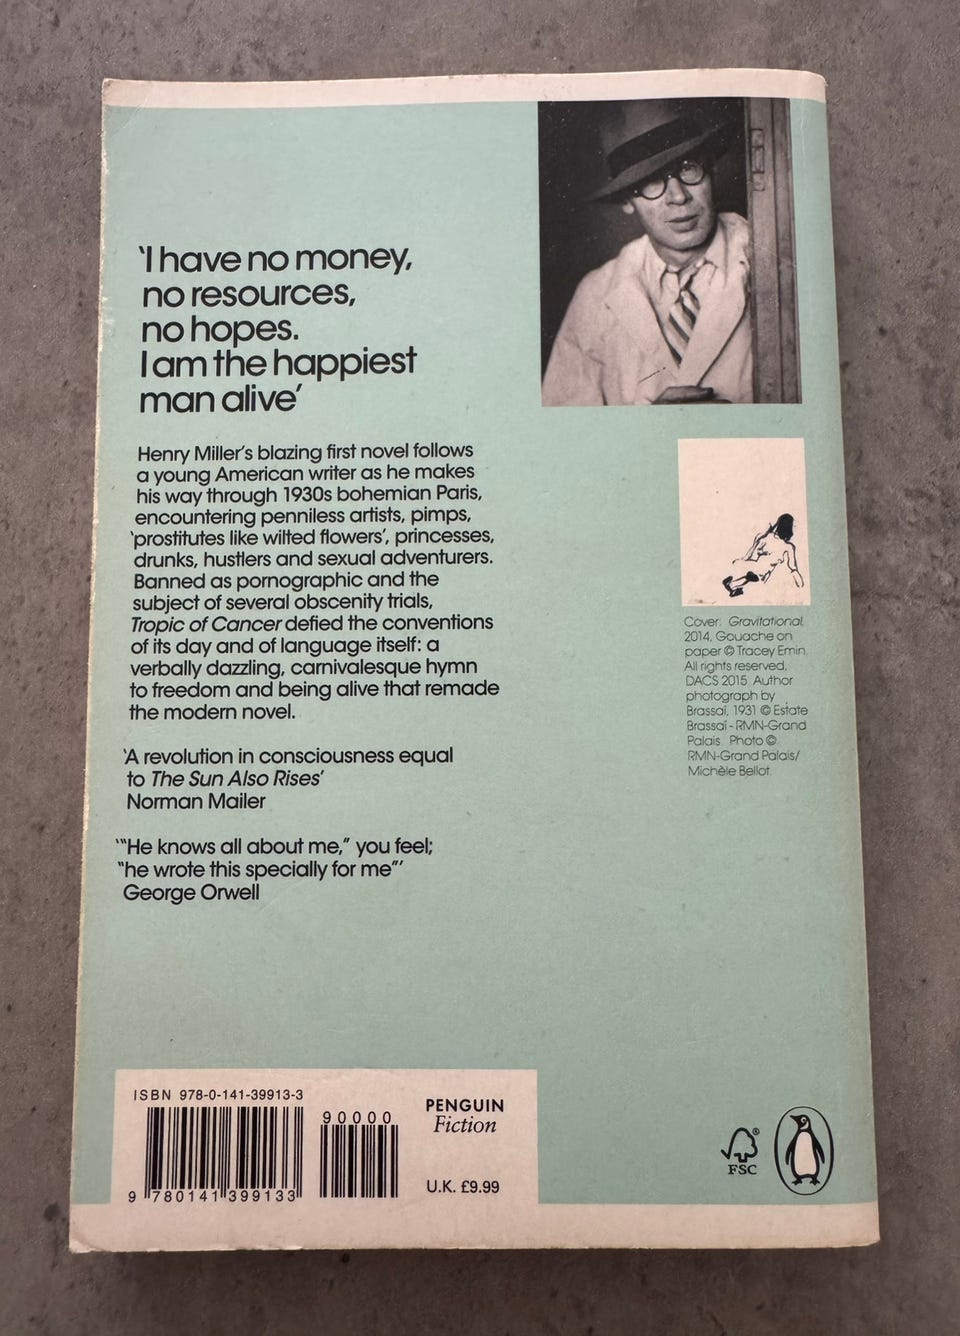 'I have no money,
no resources,
no hopes.
I am the happiest
man alive'
Henry Miller's blazing first novel follows
a young American writer as he makes
his way through 1930s bohemian Paris,
encountering penniless artists, pimps,
'prostitutes like wilted flowers', princesses,
drunks, hustlers and sexual adventurers.
Banned as pornographic and the
subject of several obscenity trials,
Tropic of Cancer defied the conventions
of its day and of language itself: a
verbally dazzling, carnivalesque hymn
to freedom and being alive that remade
the modern novel.
'A revolution in consciousness equal
to The Sun Also Rises'
Norman Mailer
'"He knows all about me," you feel;
"he wrote this specially for me"'
George Orwell
Cover: Gravitational,
2014, Gouache on
paper © Tracey Emin.
All rights reserved,
DACS 2015. Author
photograph by
Brassaï, 1931 © Estate
Brassaï - RMN-Grand
Palais. Photo ©
RMN-Grand Palais/
Michèle Bellot.
ISBN 978-0-141-39913-3
90000
9 780141 399133
PENGUIN
Fiction
U.K. £9.99
®
FSC